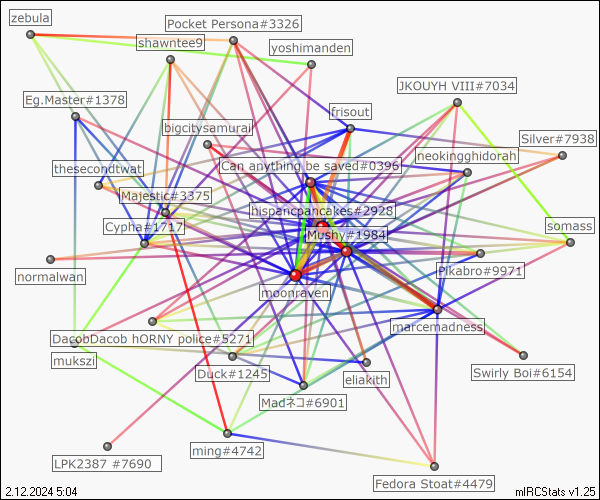 zebula
Pocket Persona#3326
shawntee9
yoshimanden
JKOUYH VIII#7034
Eg.Master#1378
frisout
bigcitysamurail
Silver#7938
neokingghidorah
thesecondtwat
Can anything be saved#0396
Majestic#3375
hispancpancakes#2928
Cypha#1717
Mushy#1984
somass
normalwan
Pikabro#9971
moonraven
marcemadness
DacobDacob hORNY police#5271
mukszi
Duck#1245
eliakith
Swirly Boi#6154
Madネコ#6901
ming#4742
LPK2387 #7690
Fedora Stoat#4479
2.12.2024 5:04
mIRCStats v1.25